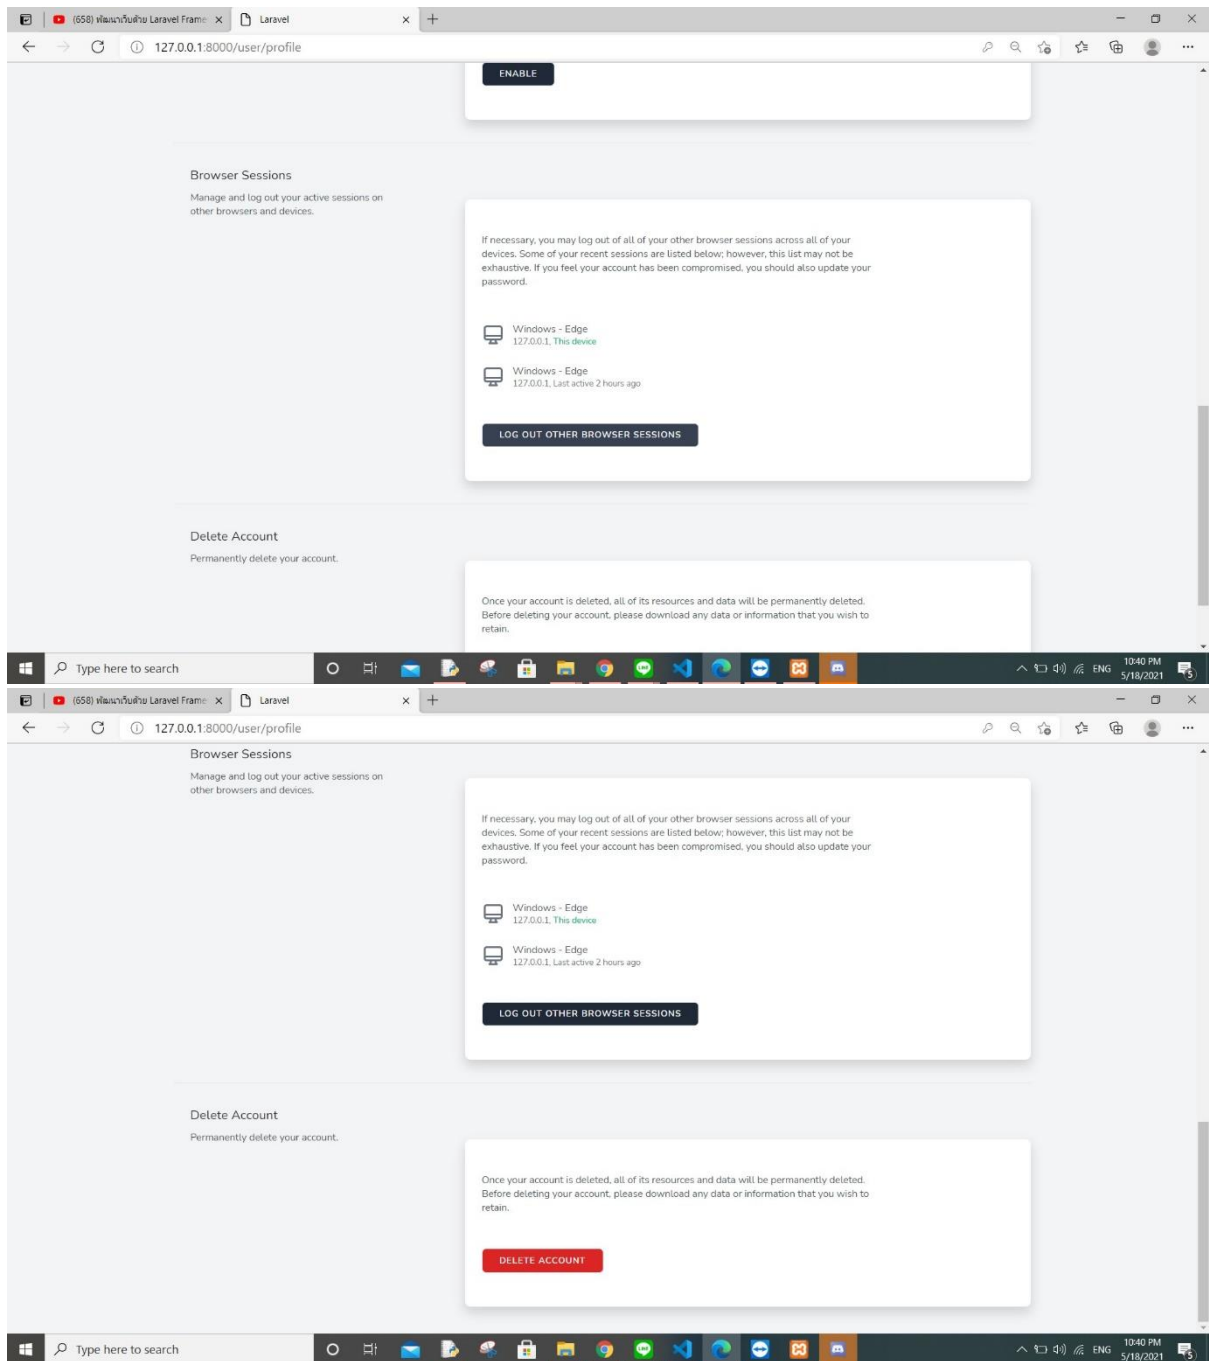 (658) พัฒนาเว็บด้วย Laravel Frame
Laravel
127.0.0.1:8000/user/profile
ENABLE
Browser Sessions
Manage and log out your active sessions on
other browsers and devices.
If necessary, you may log out of all of your other browser sessions across all of your
devices. Some of your recent sessions are listed below; however, this list may not be
exhaustive. If you feel your account has been compromised, you should also update your
password.
Windows - Edge
127.0.0.1, This device
Windows - Edge
127.0.0.1, Last active 2 hours ago
LOG OUT OTHER BROWSER SESSIONS
Delete Account
Permanently delete your account.
Once your account is deleted, all of its resources and data will be permanently deleted.
Before deleting your account, please download any data or information that you wish to
retain.
Type here to search
ENG
10:40 PM
5/18/2021
5
(658) พัฒนาเว็บด้วย Laravel Frame
Laravel
127.0.0.1:8000/user/profile
Browser Sessions
Manage and log out your active sessions on
other browsers and devices.
If necessary, you may log out of all of your other browser sessions across all of your
devices. Some of your recent sessions are listed below; however, this list may not be
exhaustive. If you feel your account has been compromised, you should also update your
password.
Windows - Edge
127.0.0.1, This device
Windows - Edge
127.0.0.1, Last active 2 hours ago
LOG OUT OTHER BROWSER SESSIONS
Delete Account
Permanently delete your account.
Once your account is deleted, all of its resources and data will be permanently deleted.
Before deleting your account, please download any data or information that you wish to
retain.
DELETE ACCOUNT
Type here to search
ENG
10:40 PM
5/18/2021
5